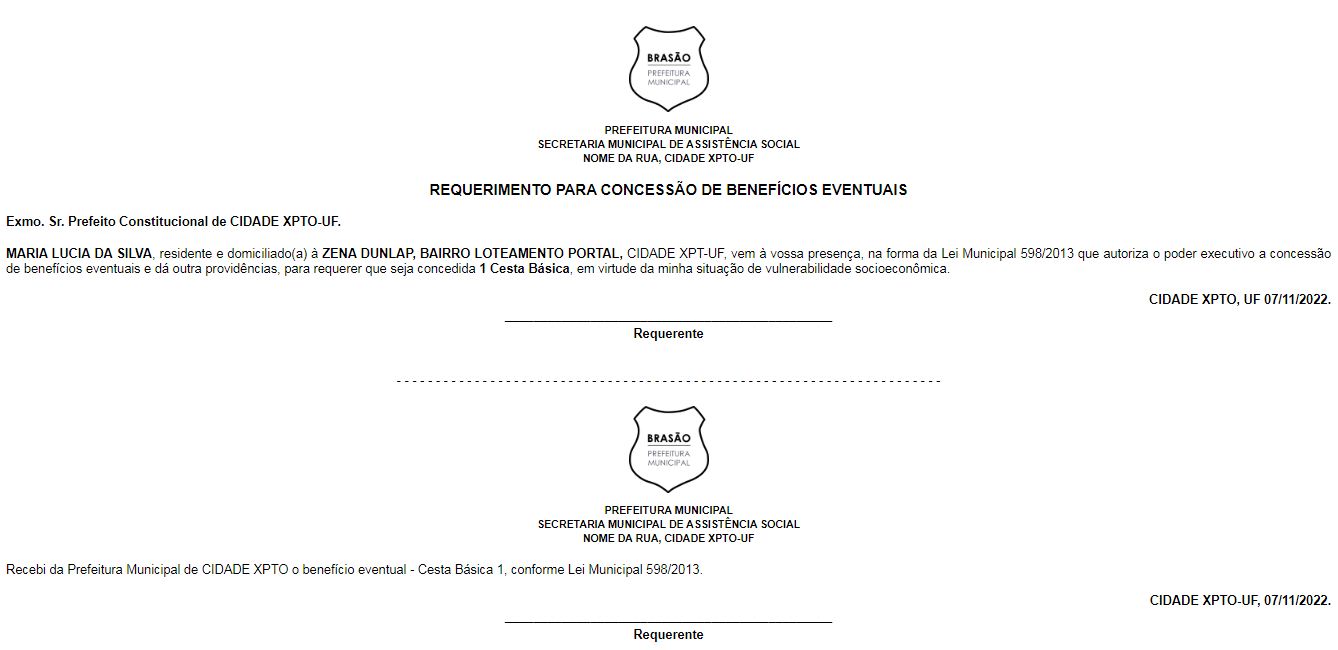 BRASÃO
PREFEITURA
MUNICIPAL
PREFEITURA MUNICIPAL
SECRETARIA MUNICIPAL DE ASSISTÊNCIA SOCIAL
NOME DA RUA, CIDADE XPTO-UF
REQUERIMENTO PARA CONCESSÃO DE BENEFÍCIOS EVENTUAIS
Exmo. Sr. Prefeito Constitucional de CIDADE XPTO-UF.
MARIA LUCIA DA SILVA, residente e domiciliado(a) à ZENA DUNLAP, BAIRRO LOTEAMENTO PORTAL, CIDADE XPT-UF, vem à vossa presença, na forma da Lei Municipal 598/2013 que autoriza o poder executivo a concessão
de benefícios eventuais e dá outra providências, para requerer que seja concedida 1 Cesta Básica, em virtude da minha situação de vulnerabilidade socioeconômica.
CIDADE XPTO, UF 07/11/2022.
Requerente
BRASÃO
PREFEITURA
MUNICIPAL
PREFEITURA MUNICIPAL
SECRETARIA MUNICIPAL DE ASSISTÊNCIA SOCIAL
NOME DA RUA, CIDADE XPTO-UF
Recebi da Prefeitura Municipal de CIDADE XPTO o benefício eventual - Cesta Básica 1, conforme Lei Municipal 598/2013.
CIDADE XPTO-UF, 07/11/2022.
Requerente